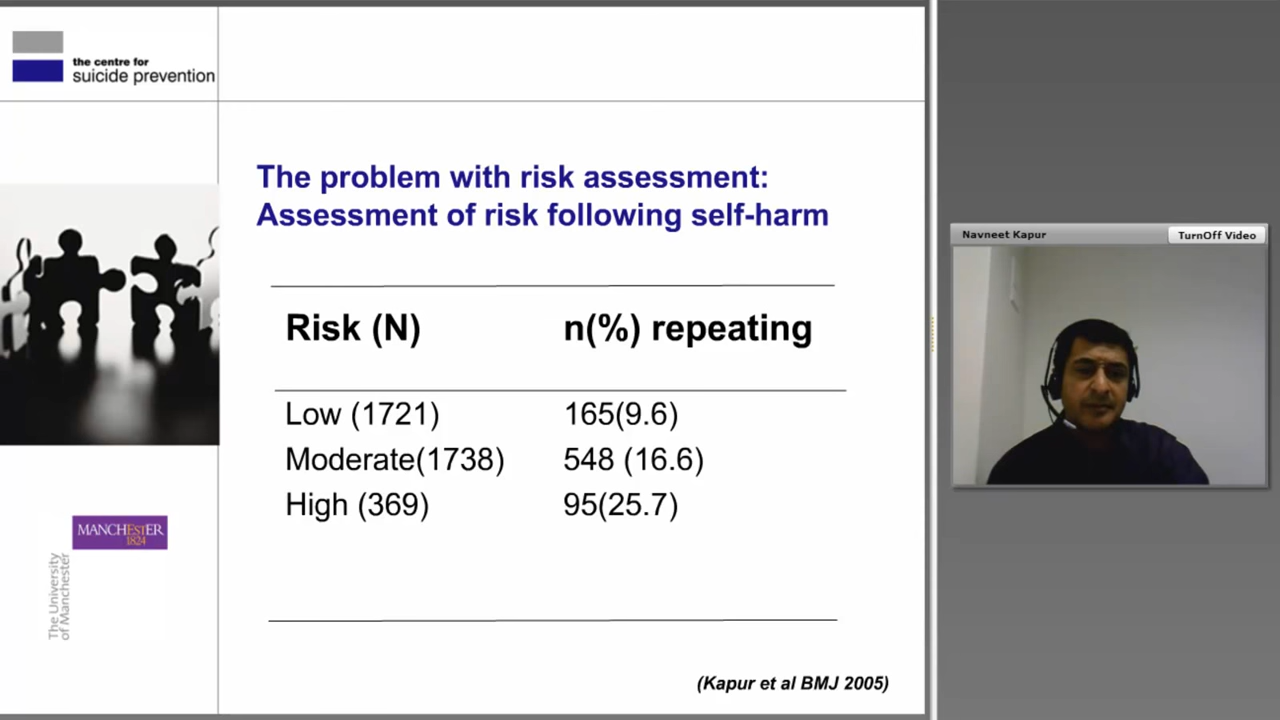 the centre for
suicide prevention
The problem with risk assessment:
Assessment of risk following self-harm
Risk (N) n(%) repeating
Low (1721) 165(9.6)
Moderate(1738) 548 (16.6)
High (369) 95(25.7)
MANCHESTER
1824
The University
of Manchester
(Kapur et al BMJ 2005)
Navneet Kapur
TurnOff Video